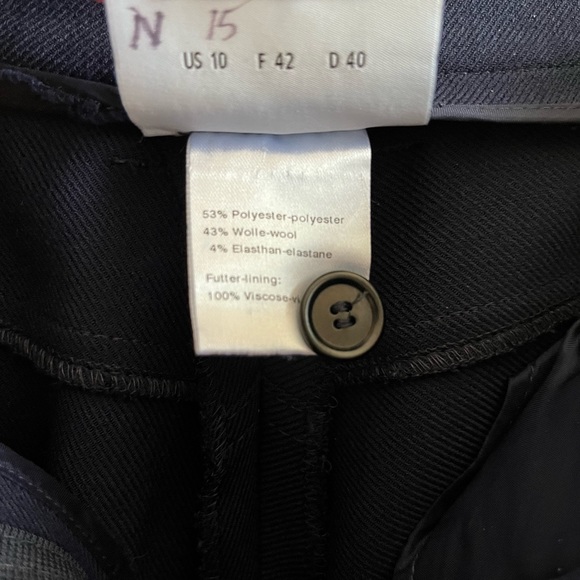 N 15
US 10 F 42 D 40
53% Polyester-polyester
43% Wolle-wool
4% Elasthan-elastane
Futter-lining:
100% Viscose-